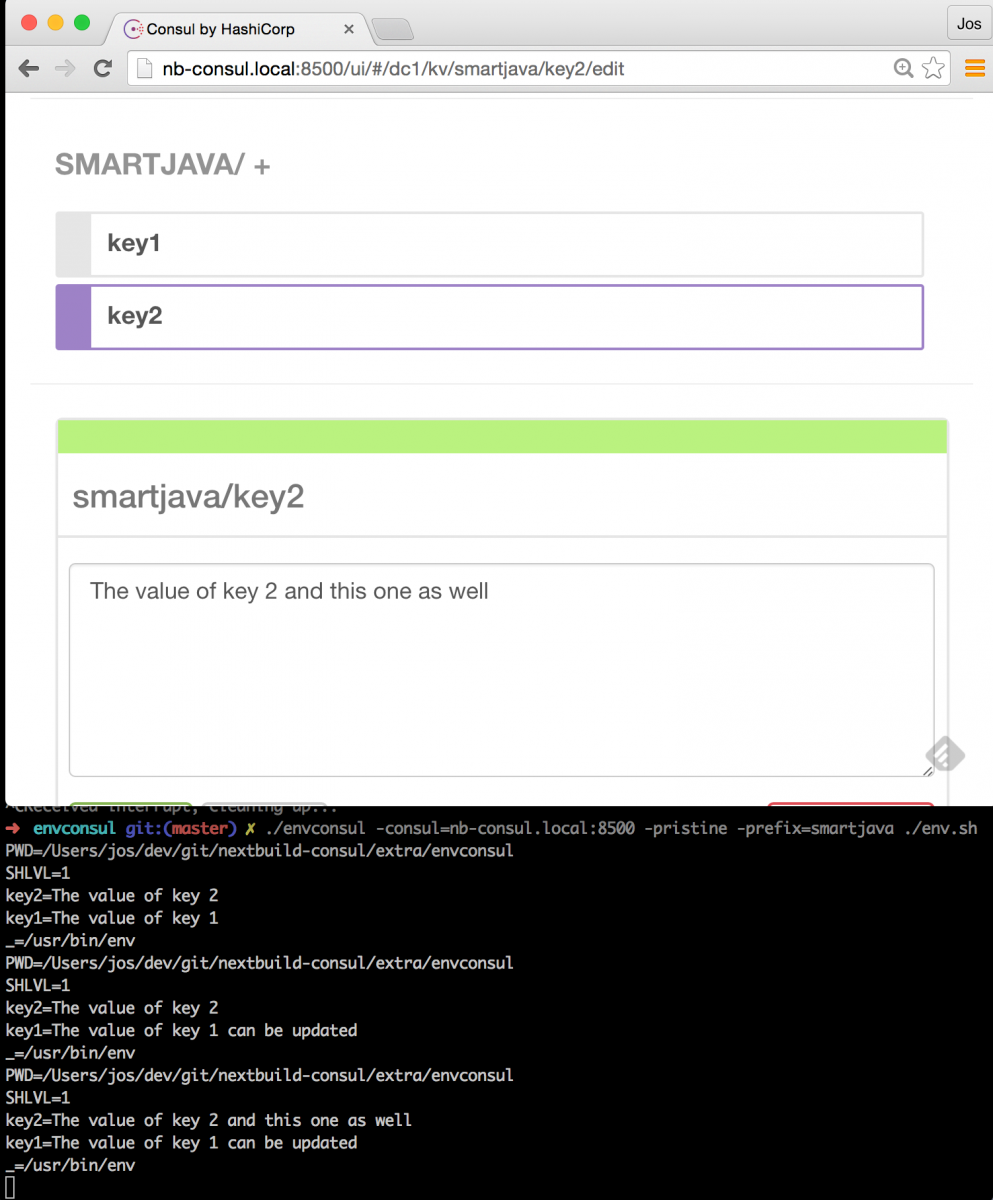 Consul by HashiCorp
Jos
nb-consul.local:8500/ui/#/dc1/kv/smartjava/key2/edit
SMARTJAVA/ +
key1
key2
smartjava/key2
The value of key 2 and this one as well
^CReceived interrupt, cleaning up...
➜ envconsul git:(master) ✗ ./envconsul -consul=nb-consul.local:8500 -pristine -prefix=smartjava ./env.sh
PWD=/Users/jos/dev/git/nextbuild-consul/extra/envconsul
SHLVL=1
key2=The value of key 2
key1=The value of key 1
_=/usr/bin/env
PWD=/Users/jos/dev/git/nextbuild-consul/extra/envconsul
SHLVL=1
key2=The value of key 2
key1=The value of key 1 can be updated
_=/usr/bin/env
PWD=/Users/jos/dev/git/nextbuild-consul/extra/envconsul
SHLVL=1
key2=The value of key 2 and this one as well
key1=The value of key 1 can be updated
_=/usr/bin/env